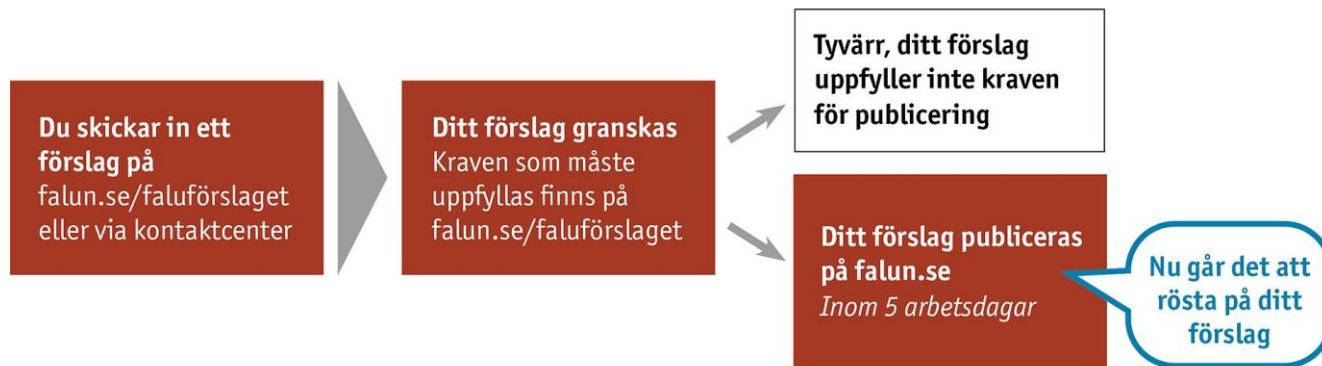 Du skickar in ett
förslag på
falun.se/faluförslaget
eller via kontaktcenter
Ditt förslag granskas
Kraven som måste
uppfyllas finns på
falun.se/faluförslaget
Tyvärr, ditt förslag
uppfyller inte kraven
för publicering
Ditt förslag publiceras
på falun.se
Inom 5 arbetsdagar
Nu går det att
rösta på ditt
förslag